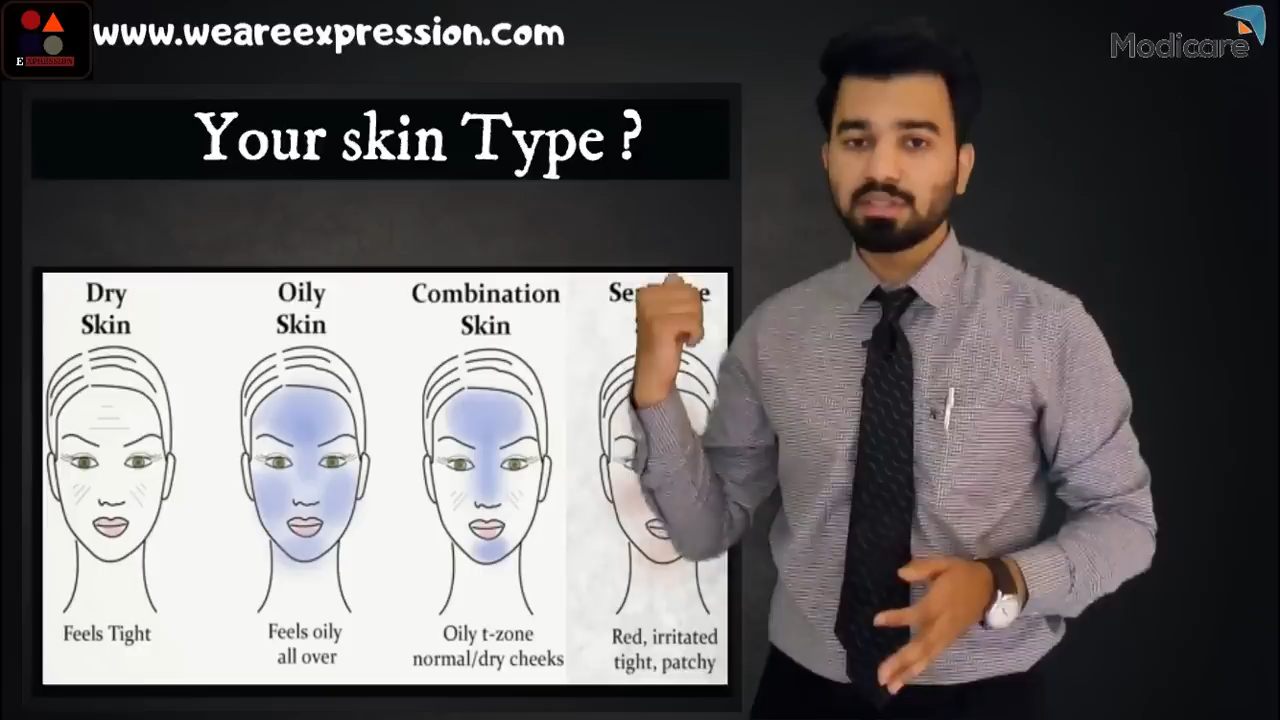 www.weareexpression.com
EXPRESSION
Modicare
Your skin Type ?
Dry
Skin
Oily
Skin
Combination
Skin
Feels Tight
Feels oily
all over
Oily t-zone
normal/dry cheeks
Red, irritated
tight, patchy